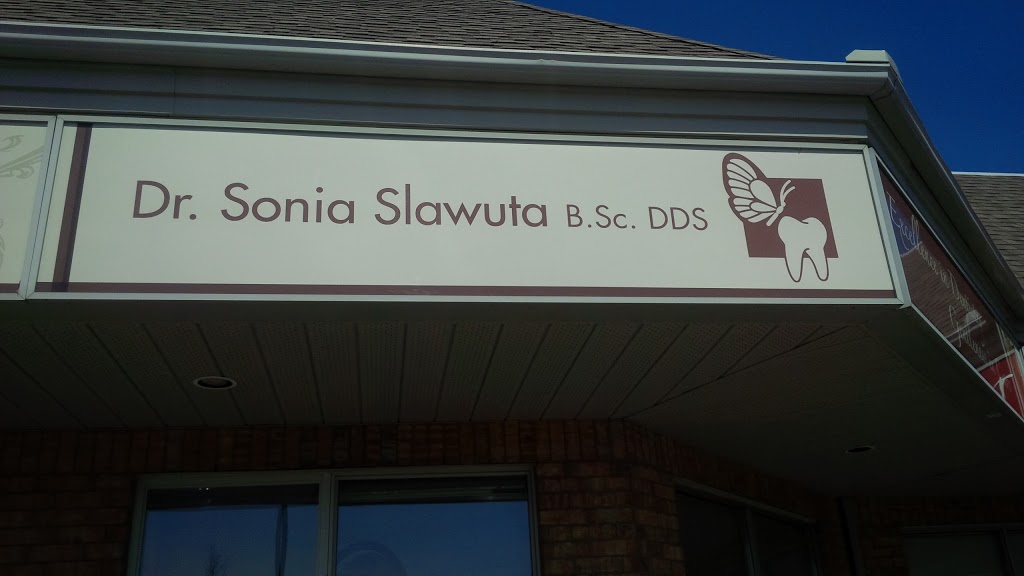 Dr. Sonia Slawuta B.Sc. DDS